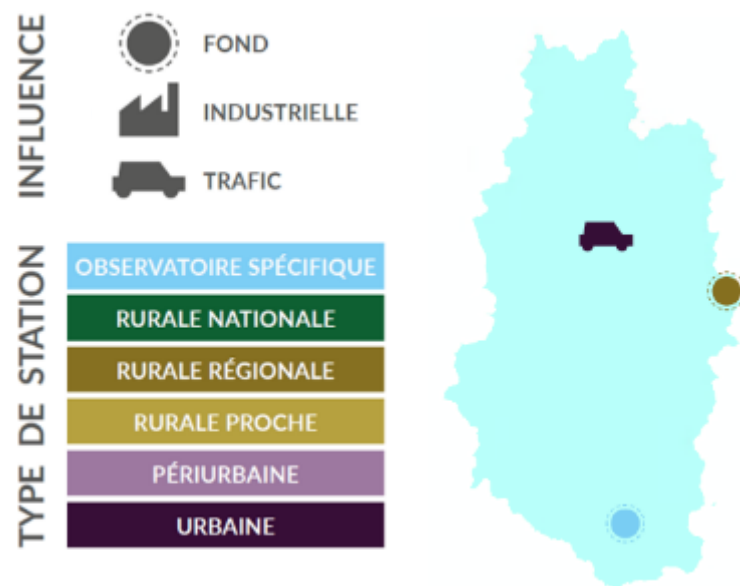 INFLUENCE
FOND
INDUSTRIELLE
TRAFIC
TYPE DE STATION
OBSERVATOIRE SPÉCIFIQUE
RURALE NATIONALE
RURALE RÉGIONALE
RURALE PROCHE
PÉRIURBAINE
URBAINE